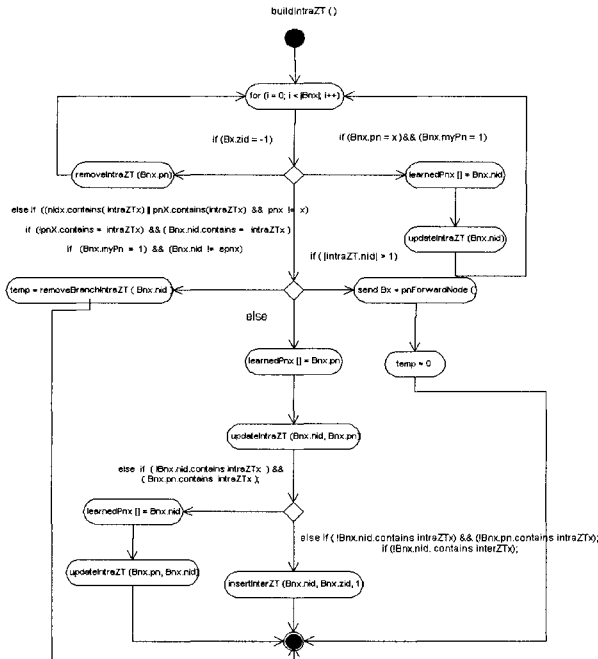 buildIntraZT ( )
for (i = 0; i < |Bnx|; i++)
if (Bx.zid = -1)
if (Bnx.pn = x )&& (Bnx.myPn = 1)
removeIntraZT (Bnx.pn)
learnedPnx [] = Bnx.nid
else if ((nidx.contains( intraZTx) || pnX.contains(intraZTx) && pnx != x)
if (!pnX.contains = intraZTx) && ( Bnx.nid.contains = intraZTx )
updateIntraZT (Bnx.nid)
if (Bnx.myPn = 1) && (Bnx.nid != epnx)
if ( |intraZT.nid| > 1)
temp = removeBranchIntraZT ( Bnx.nid )
send Bx = pnForwardNode ()
else
learnedPnx [] = Bnx.pn
temp = 0
updateIntraZT (Bnx.nid, Bnx.pn)
else if ( !Bnx.nid.contains intraZTx ) &&
( Bnx.pn.contains intraZTx );
learnedPnx [] = Bnx.nid
else if ( !Bnx.nid.contains intraZTx) && (!Bnx.pn.contains intraZTx);
if (!Bnx.nid. contains interZTx);
updateIntraZT (Bnx.pn, Bnx.nid)
insertInterZT (Bnx.nid, Bnx.zid, 1)